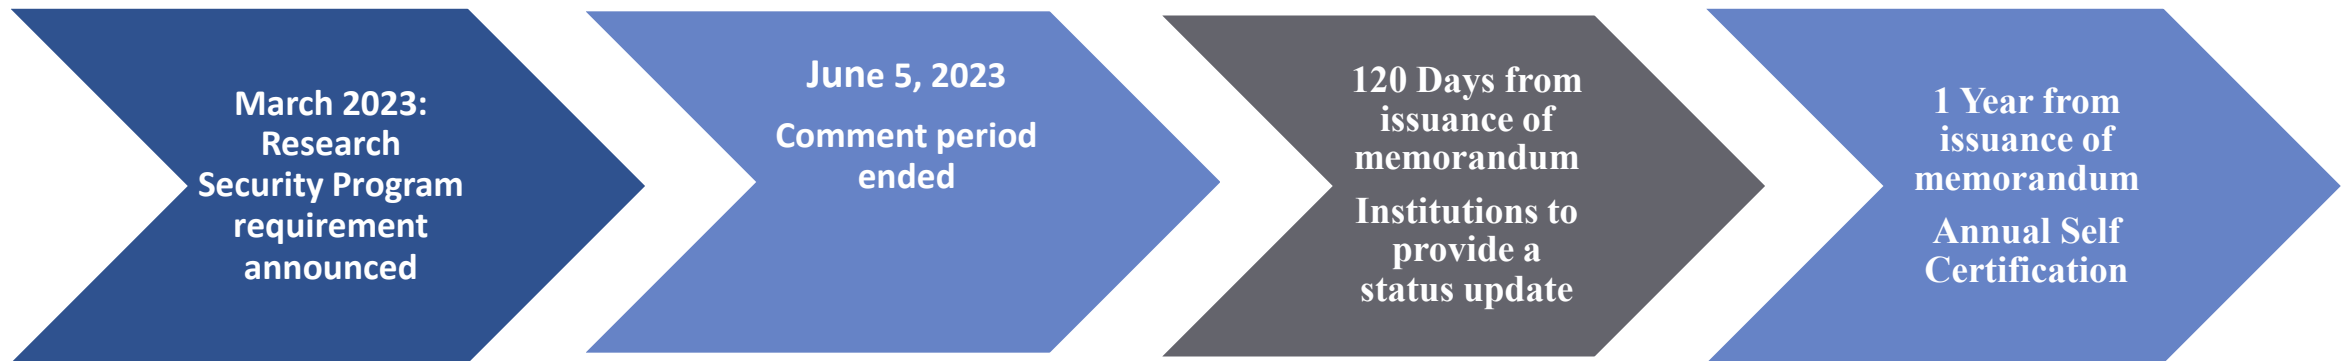 March 2023:
Research
Security Program
requirement
announced
June 5, 2023
Comment period
ended
120 Days from
issuance of
memorandum
Institutions to
provide a
status update
1 Year from
issuance of
memorandum
Annual Self
Certification